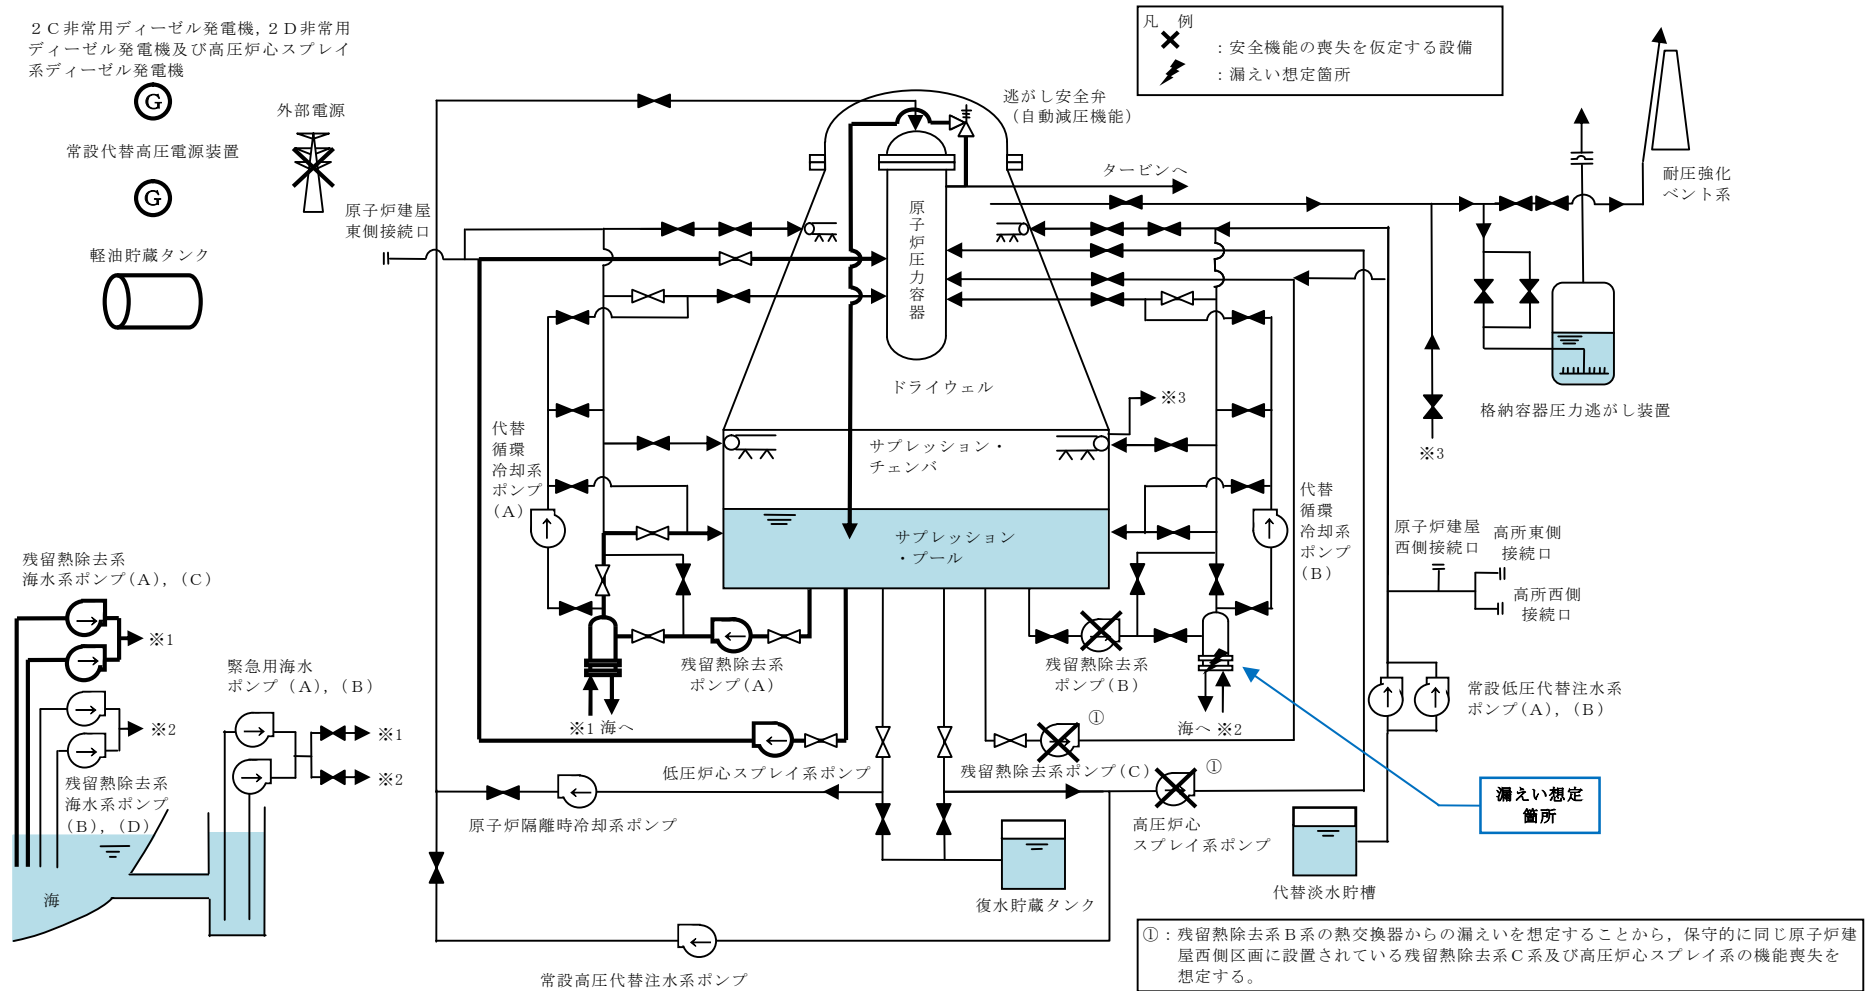 ２Ｃ非常用ディーゼル発電機，２Ｄ非常用
ディーゼル発電機及び高圧炉心スプレイ
系ディーゼル発電機
G
外部電源
常設代替高圧電源装置
G
軽油貯蔵タンク
凡　例
：安全機能の喪失を仮定する設備
：漏えい想定箇所
逃がし安全弁
（自動減圧機能）
タービンへ
耐圧強化
ベント系
原子炉建屋
東側接続口
原子炉圧力容器
ドライウェル
※3
格納容器圧力逃がし装置
※3
代替
循環
冷却系
ポンプ
（A）
サプレッション・
チェンバ
サプレッション
・プール
代替
循環
冷却系
ポンプ
（B）
原子炉建屋
西側接続口
高所東側
接続口
高所西側
接続口
残留熱除去系
海水系ポンプ（A），（C）
※1
※2
残留熱除去系
海水系ポンプ
（B），（D）
緊急用海水
ポンプ（A），（B）
※1
※2
海
残留熱除去系
ポンプ（A）
※1 海へ
残留熱除去系
ポンプ（B）
海へ ※2
常設低圧代替注水系
ポンプ（A），（B）
低圧炉心スプレイ系ポンプ
①
残留熱除去系ポンプ（C）
①
漏えい想定
箇所
原子炉隔離時冷却系ポンプ
高圧炉心
スプレイ系ポンプ
復水貯蔵タンク
代替淡水貯槽
常設高圧代替注水系ポンプ
①：残留熱除去系Ｂ系の熱交換器からの漏えいを想定することから，保守的に同じ原子炉建
屋西側区画に設置されている残留熱除去系Ｃ系及び高圧炉心スプレイ系の機能喪失を
想定する。